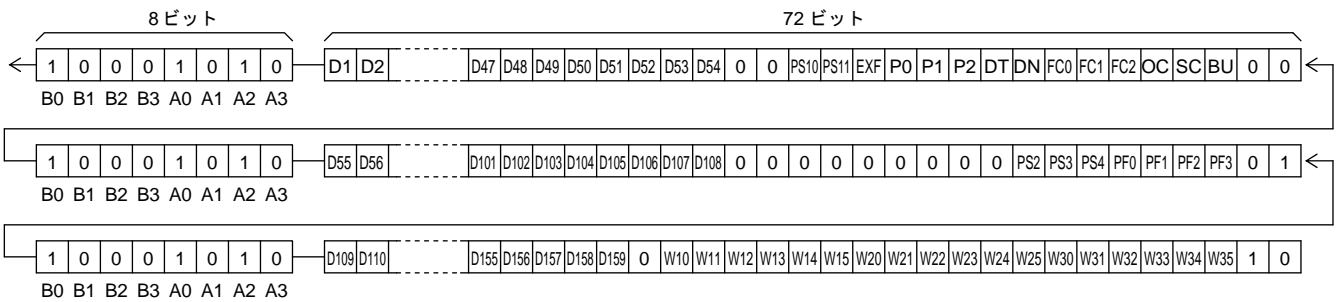 8 ビット 72 ビット
1 0 0 0 1 0 1 0 D1 D2 D47 D48 D49 D50 D51 D52 D53 D54 0 0 PS10 PS11 EXF P0 P1 P2 DT DN FC0 FC1 FC2 OC SC BU 0 0
B0 B1 B2 B3 A0 A1 A2 A3
1 0 0 0 1 0 1 0 D55 D56 D101 D102 D103 D104 D105 D106 D107 D108 0 0 0 0 0 0 0 0 0 PS2 PS3 PS4 PF0 PF1 PF2 PF3 0 1
B0 B1 B2 B3 A0 A1 A2 A3
1 0 0 0 1 0 1 0 D109 D110 D155 D156 D157 D158 D159 0 W10 W11 W12 W13 W14 W15 W20 W21 W22 W23 W24 W25 W30 W31 W32 W33 W34 W35 1 0
B0 B1 B2 B3 A0 A1 A2 A3